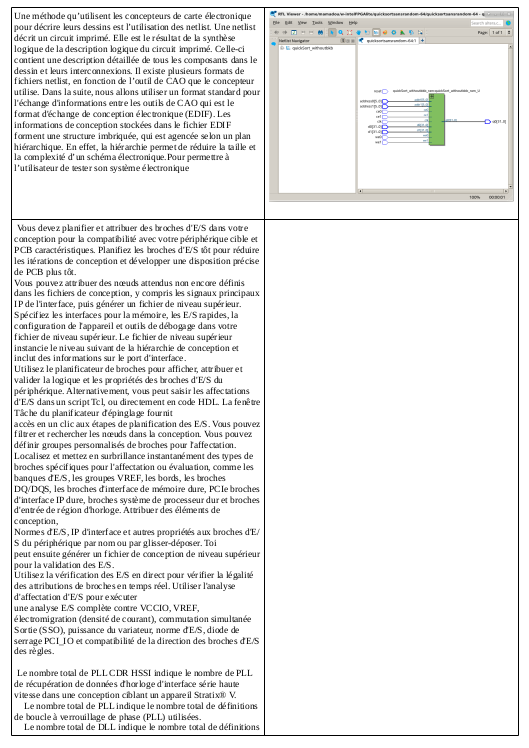 Une méthode qu'utilisent les concepteurs de carte électronique
pour décrire leurs dessins est l'utilisation des netlist. Une netlist
décrit un circuit imprimé. Elle est le résultat de la synthèse
logique de la description logique du circuit imprimé. Celle-ci
contient une description détaillée de tous les composants dans le
dessin et leurs interconnexions. Il existe plusieurs formats de
fichiers netlist, en fonction de l'outil de CAO que le concepteur
utilise. Dans la suite, nous allons utiliser un format standard pour
l'échange d'informations entre les outils de CAO qui est le
format d'échange de conception électronique (EDIF). Les
informations de conception stockées dans le fichier EDIF
forment une structure imbriquée, qui est agencée selon un plan
hiérarchique. En effet, la hiérarchie permet de réduire la taille et
la complexité d'un schéma électronique.Pour permettre à
l'utilisateur de tester son système électronique
File Edit View Tools Window Help
Netlist Navigator
Page 1 of 1
100% 00:00:01
Vous devez planifier et attribuer des broches d'E/S dans votre
conception pour la compatibilité avec votre périphérique cible et
PCB caractéristiques. Planifiez les broches E/S tôt pour réduire
les itérations de conception et développer une disposition précise
de PCB plus tôt.
Vous pouvez attribuer des nœuds attendus non encore définis
dans les fichiers de conception, y compris les signaux principaux
IP de l'interface, puis générer un fichier de niveau supérieur.
Spécifiez les interfaces pour la mémoire, les E/S rapides, la
configuration de l'appareil et outils de débogage dans votre
fichier de niveau supérieur. Le fichier de niveau supérieur
instancie le niveau suivant de la hiérarchie de conception et
inclut des informations sur le port d'interface.
Utilisez le planificateur de broches pour afficher, attribuer et
valider la logique et les propriétés des broches d'E/S du
périphérique. Alternativement, vous peut saisir les affectations
d'E/S dans un script Tcl, ou directement en code HDL. La fenêtre
Tâche du planificateur d'épinglage fournit
accès en un clic aux étapes de planification des E/S. Vous pouvez
filtrer et rechercher les nœuds dans la conception. Vous pouvez
définir groupes personnalisés de broches pour l'affectation.
Localisez et mettez en surbrillance instantanément des types de
broches spécifiques pour l'affectation ou évaluation, comme les
banques d'E/S, les groupes VREF, les bords, les broches
DQ/DQS, les broches d'interface de mémoire dure, PCIe broches
d'interface IP dure, broches système de processeur dur et broches
d'entrée de région d'horloge. Attribuer des éléments de
conception,
Normes d'E/S, IP d'interface et autres propriétés aux broches d'E/
S du périphérique par nom ou par glisser-déposer. Toi
peut ensuite générer un fichier de conception de niveau supérieur
pour la validation des E/S.
Utilisez la vérification des E/S en direct pour vérifier la légalité
des attributions de broches en temps réel. Utiliser l'analyse
d'affectation d'E/S pour exécuter
une analyse E/S complète contre VCCIO, VREF,
électromigration (densité de courant), commutation simultanée
Sortie (SSO), puissance du variateur, norme d'E/S, diode de
serrage PCI_IO et compatibilité de la direction des broches d'E/S
des règles.
Le nombre total de PLL CDR HSSI indique le nombre de PLL
de récupération de données d'horloge d'interface série haute
vitesse dans une conception ciblant un appareil Stratix® V.
Le nombre total de PLL indique le nombre total de définitions
de boucle à verrouillage de phase (PLL) utilisées.
Le nombre total de DLL indique le nombre total de définitions